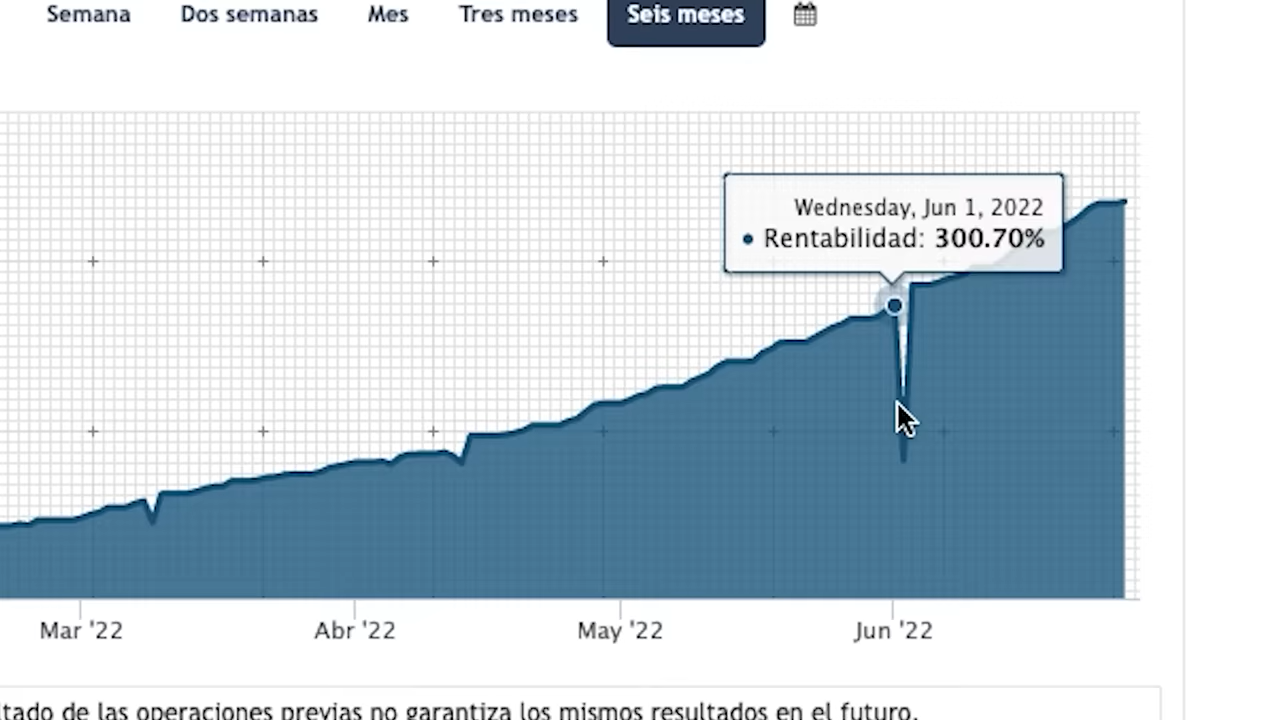 Semana Dos semanas Mes Tres meses Seis meses
Wednesday, Jun 1, 2022
• Rentabilidad: 300.70%
Mar '22 Abr '22 May '22 Jun '22
de las operaciones previas no garantiza los mismos resultados en el futuro.